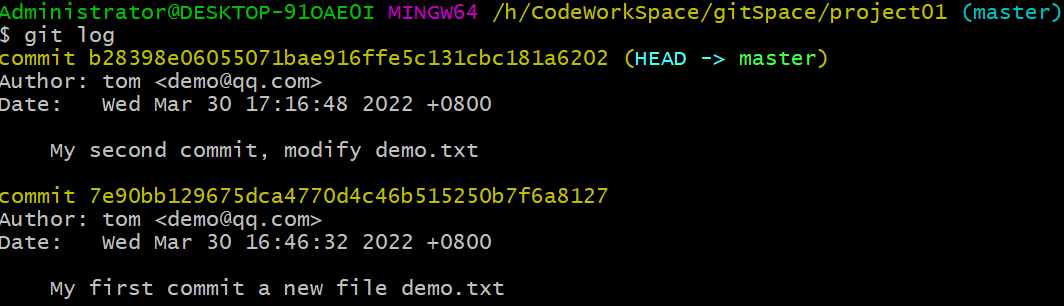 Administrator@DESKTOP-91OAE0I MINGW64 /h/CodeWorkSpace/gitSpace/project01 (master)
$ git log
commit b28398e06055071bae916ffe5c131cbc181a6202 (HEAD -> master)
Author: tom <demo@qq.com>
Date:   Wed Mar 30 17:16:48 2022 +0800
    My second commit, modify demo.txt
commit 7e90bb129675dca4770d4c46b515250b7f6a8127
Author: tom <demo@qq.com>
Date:   Wed Mar 30 16:46:32 2022 +0800
    My first commit a new file demo.txt